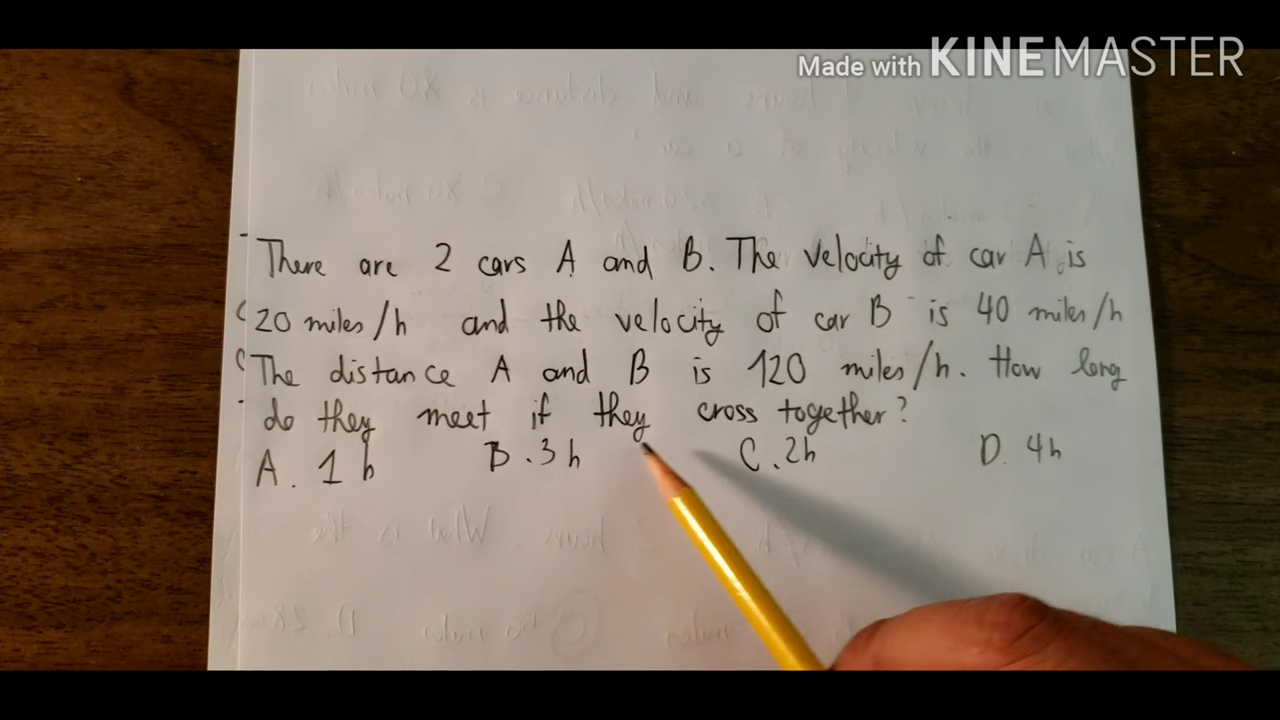 Made with KINEMASTER
There are 2 cars A and B. The velocity of car A is
20 miles/h and the velocity of car B is 40 miles/h
The distance A and B is 120 miles/h. How long
do they meet if they cross together?
A. 1 h B. 3 h C. 2h D. 4h